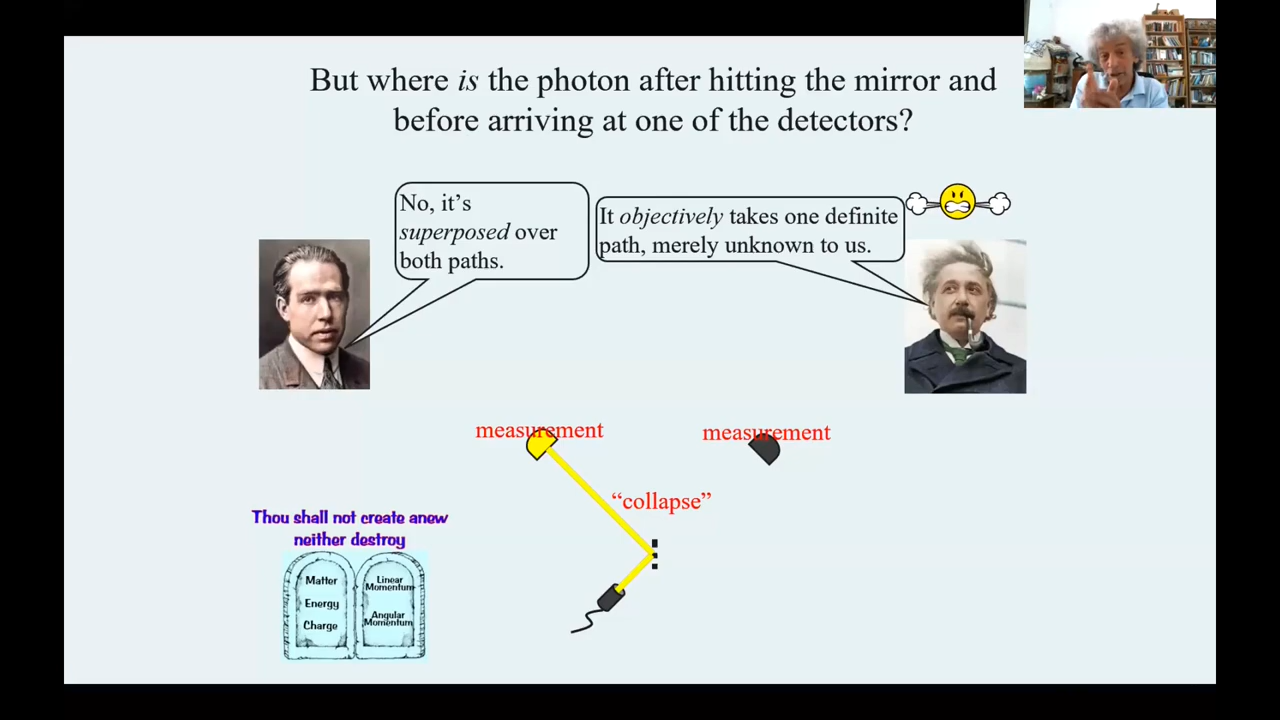 But where is the photon after hitting the mirror and
before arriving at one of the detectors?
No, it's
superposed over
both paths.
It objectively takes one definite
path, merely unknown to us.
measurement
measurement
“collapse”
Thou shall not create anew
neither destroy
Matter
Energy
Charge
Linear
Momentum
Angular
Momentum